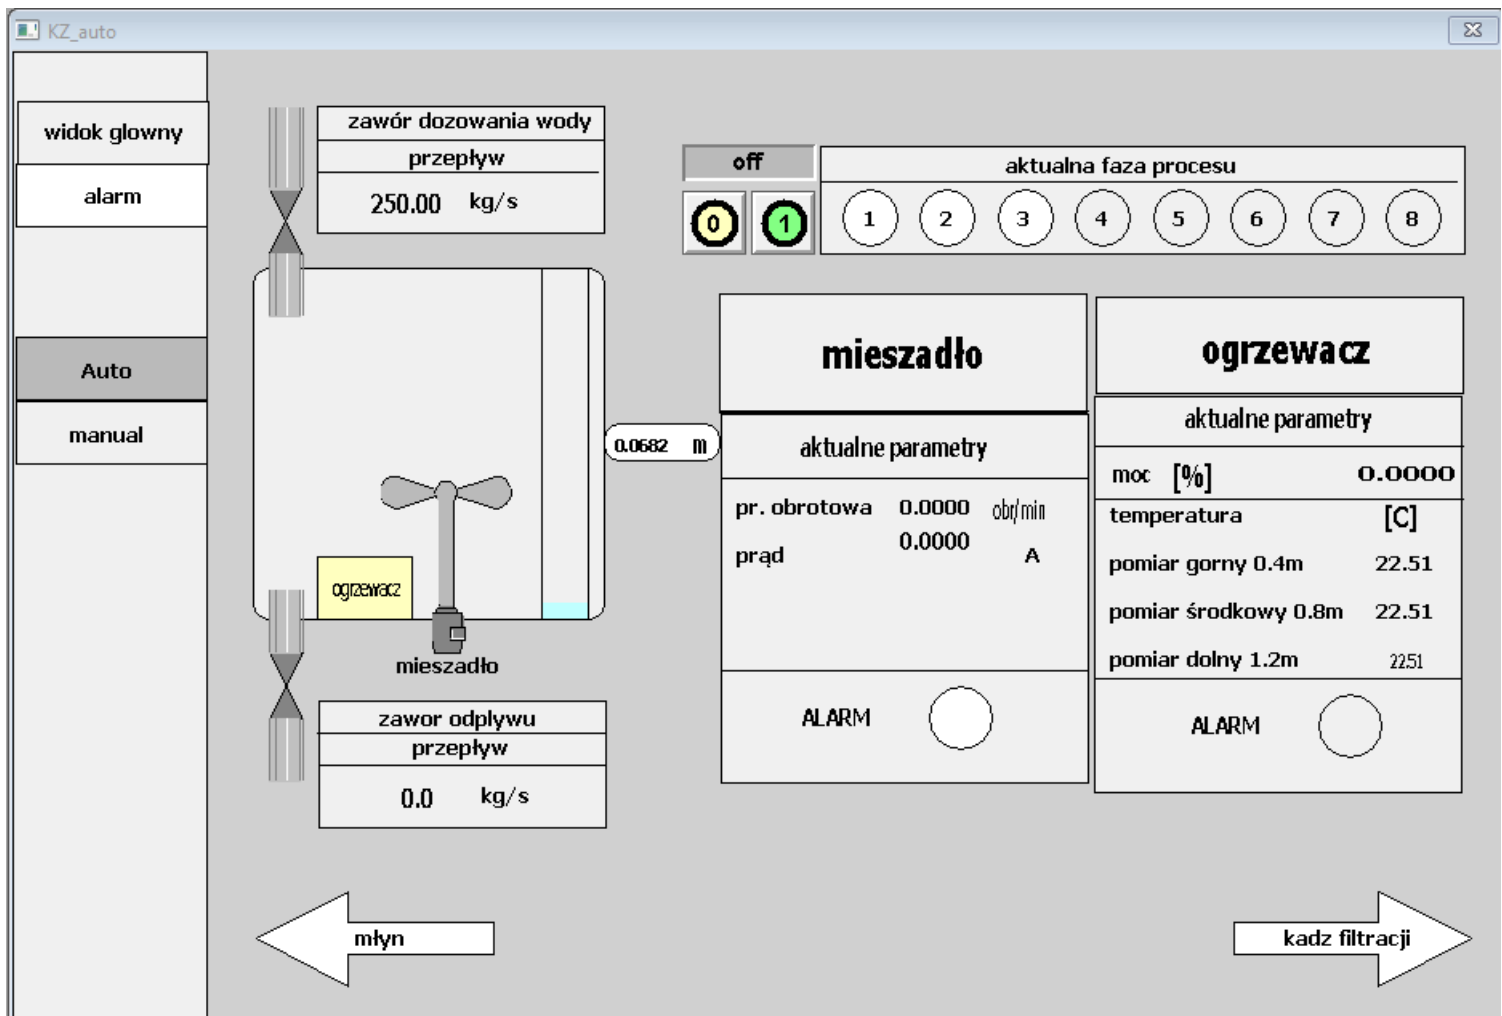 KZ_auto
widok glowny
alarm
Auto
manual
zawór dozowania wody
przepływ
250.00 kg/s
off
0 1
aktualna faza procesu
1 2 3 4 5 6 7 8
0.0682 m
ogrzewacz
mieszadło
zawor odplywu
przepływ
0.0 kg/s
mieszadło
aktualne parametry
pr. obrotowa 0.0000 obr/min
prąd 0.0000 A
ALARM
ogrzewacz
aktualne parametry
moc [%] 0.0000
temperatura [C]
pomiar gorny 0.4m 22.51
pomiar środkowy 0.8m 22.51
pomiar dolny 1.2m 22.51
ALARM
młyn
kadz filtracji